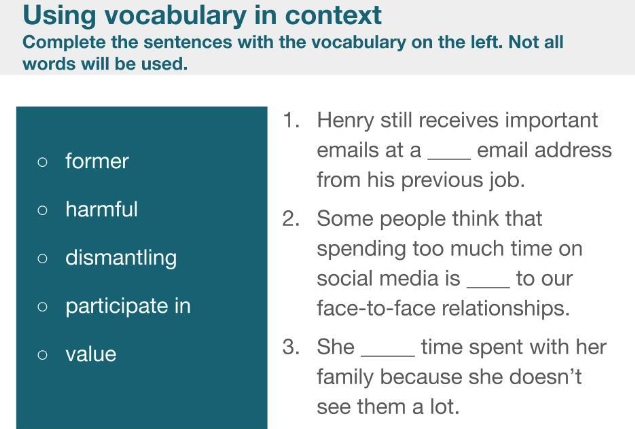 Using vocabulary in context
Complete the sentences with the vocabulary on the left. Not all
words will be used.
○ former
○ harmful
○ dismantling
○ participate in
○ value
1. Henry still receives important
emails at a ____ email address
from his previous job.
2. Some people think that
spending too much time on
social media is ____ to our
face-to-face relationships.
3. She _____ time spent with her
family because she doesn’t
see them a lot.